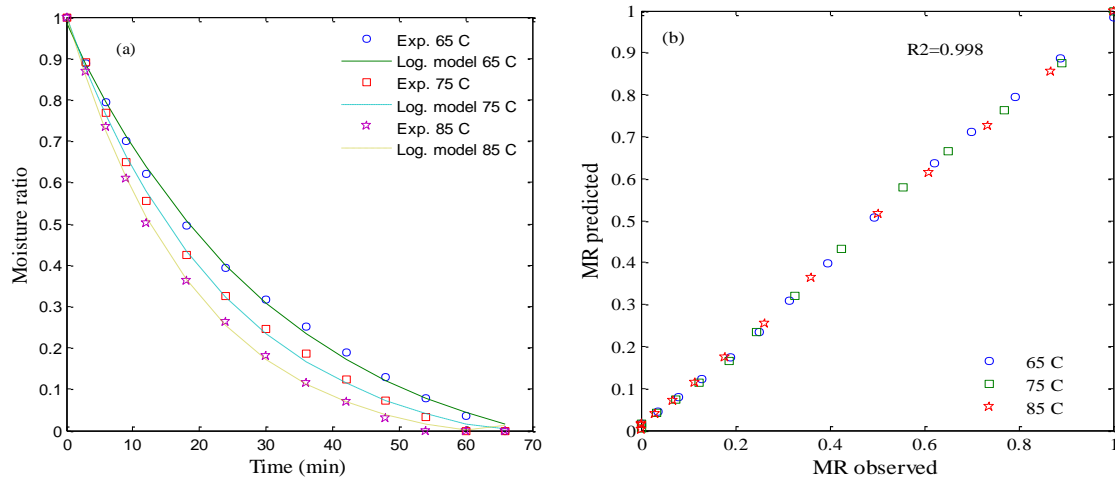 (a)
Exp. 65 C
Log. model 65 C
Exp. 75 C
Log. model 75 C
Exp. 85 C
Log. model 85 C
Moisture ratio
1
0.9
0.8
0.7
0.6
0.5
0.4
0.3
0.2
0.1
0
0 10 20 30 40 50 60 70
Time (min)
(b)
R2=0.998
MR predicted
1
0.9
0.8
0.7
0.6
0.5
0.4
0.3
0.2
0.1
0
65 C
75 C
83 C
0 0.2 0.4 0.6 0.8 1
MR observed